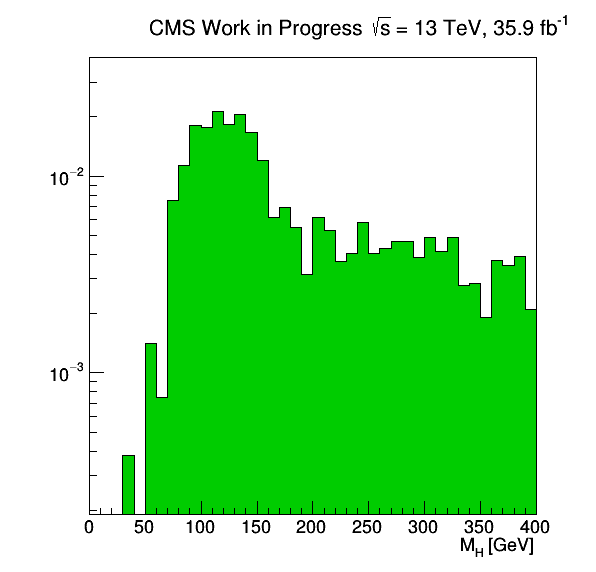 CMS Work in Progress √s = 13 TeV, 35.9 fb⁻¹
10⁻²
10⁻³
0 50 100 150 200 250 300 350 400
M_H [GeV]